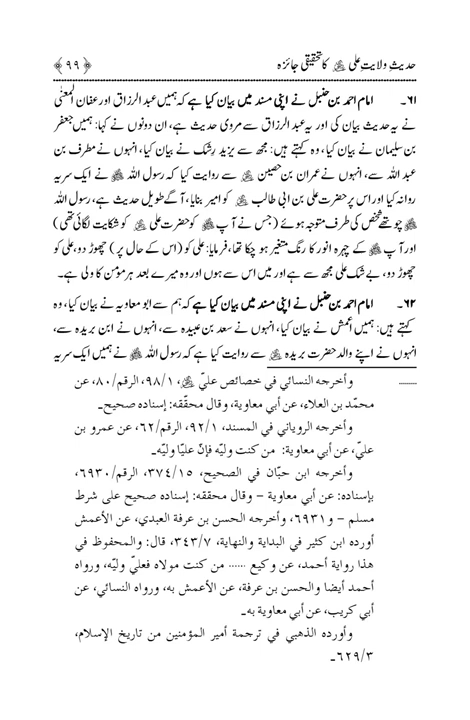 حدیثِ ولایتِ علی ؓ کا تحقیقی جائزہ ﴿۹۹﴾
۶۱۔ امام احمد بن حنبل نے اپنی مسند میں بیان کیا ہے کہ ہمیں عبد الرزاق اور عفان المعنٰی
نے یہ حدیث بیان کی اور یہ عبد الرزاق سے مروی حدیث ہے، ان دونوں نے کہا: ہمیں جعفر
بن سلیمان نے بیان کیا، وہ کہتے ہیں: مجھ سے یزید رِشک نے بیان کیا، انہوں نے مطرف بن
عبد اللہ سے، انہوں نے عمران بن حصین ؓ سے روایت کیا کہ رسول اللہ ﷺ نے ایک سریہ
روانہ کیا اور اس پر حضرت علی بن ابی طالب ؓ کو امیر بنایا، آگے طویل حدیث ہے، رسول اللہ
ﷺ چوتھے شخص کی طرف متوجہ ہوئے (جس نے آپ ﷺ کو حضرت علی ؓ کو شکایت لگائی تھی)
اور آپ ﷺ کے چہرہ انور کا رنگ متغیر ہو چکا تھا، فرمایا: علی کو (اس کے حال پر) چھوڑ دو، علی کو
چھوڑ دو، بے شک علی مجھ سے ہے اور میں اس سے ہوں اور وہ میرے بعد ہر مومن کا ولی ہے۔
۶۲۔ امام احمد بن حنبل نے اپنی مسند میں بیان کیا ہے کہ ہم سے ابو معاویہ نے بیان کیا، وہ
کہتے ہیں: ہمیں اعمش نے بیان کیا، انہوں نے سعد بن عبیدہ سے، انہوں نے ابن بریدہ سے،
انہوں نے اپنے والد حضرت بریدہ ؓ سے روایت کیا ہے کہ رسول اللہ ﷺ نے ہمیں ایک سریہ
......... وأخرجه النسائي في خصائص عليّ ؓ، ١/٩٨، الرقم/٨٠، عن
محمّد بن العلاء، عن أبي معاوية، وقال محقّقه: إسناده صحيح۔
وأخرجه الروياني في المسند، ١/٩٢، الرقم/٦٢، عن عمرو بن
عليّ، عن أبي معاوية: من كنت وليّه فإنّ عليّا وليّه۔
وأخرجه ابن حبّان في الصحيح، ١٥/٣٧٤، الرقم/٦٩٣٠،
بإسناده: عن أبي معاوية – وقال محققه: إسناده صحيح على شرط
مسلم – و٦٩٣١، وأخرجه الحسن بن عرفة العبدي، عن الأعمش
أورده ابن كثير في البداية والنهاية، ٧/٣٤٣، قال: والمحفوظ في
هذا رواية أحمد، عن وكيع ...... من كنت مولاه فعليّ وليّه، ورواه
أحمد أيضا والحسن بن عرفة، عن الأعمش به، ورواه النسائي، عن
أبي كريب، عن أبي معاوية به۔
وأورده الذهبي في ترجمة أمير المؤمنين من تاريخ الإسلام،
٣/٦٢٩۔